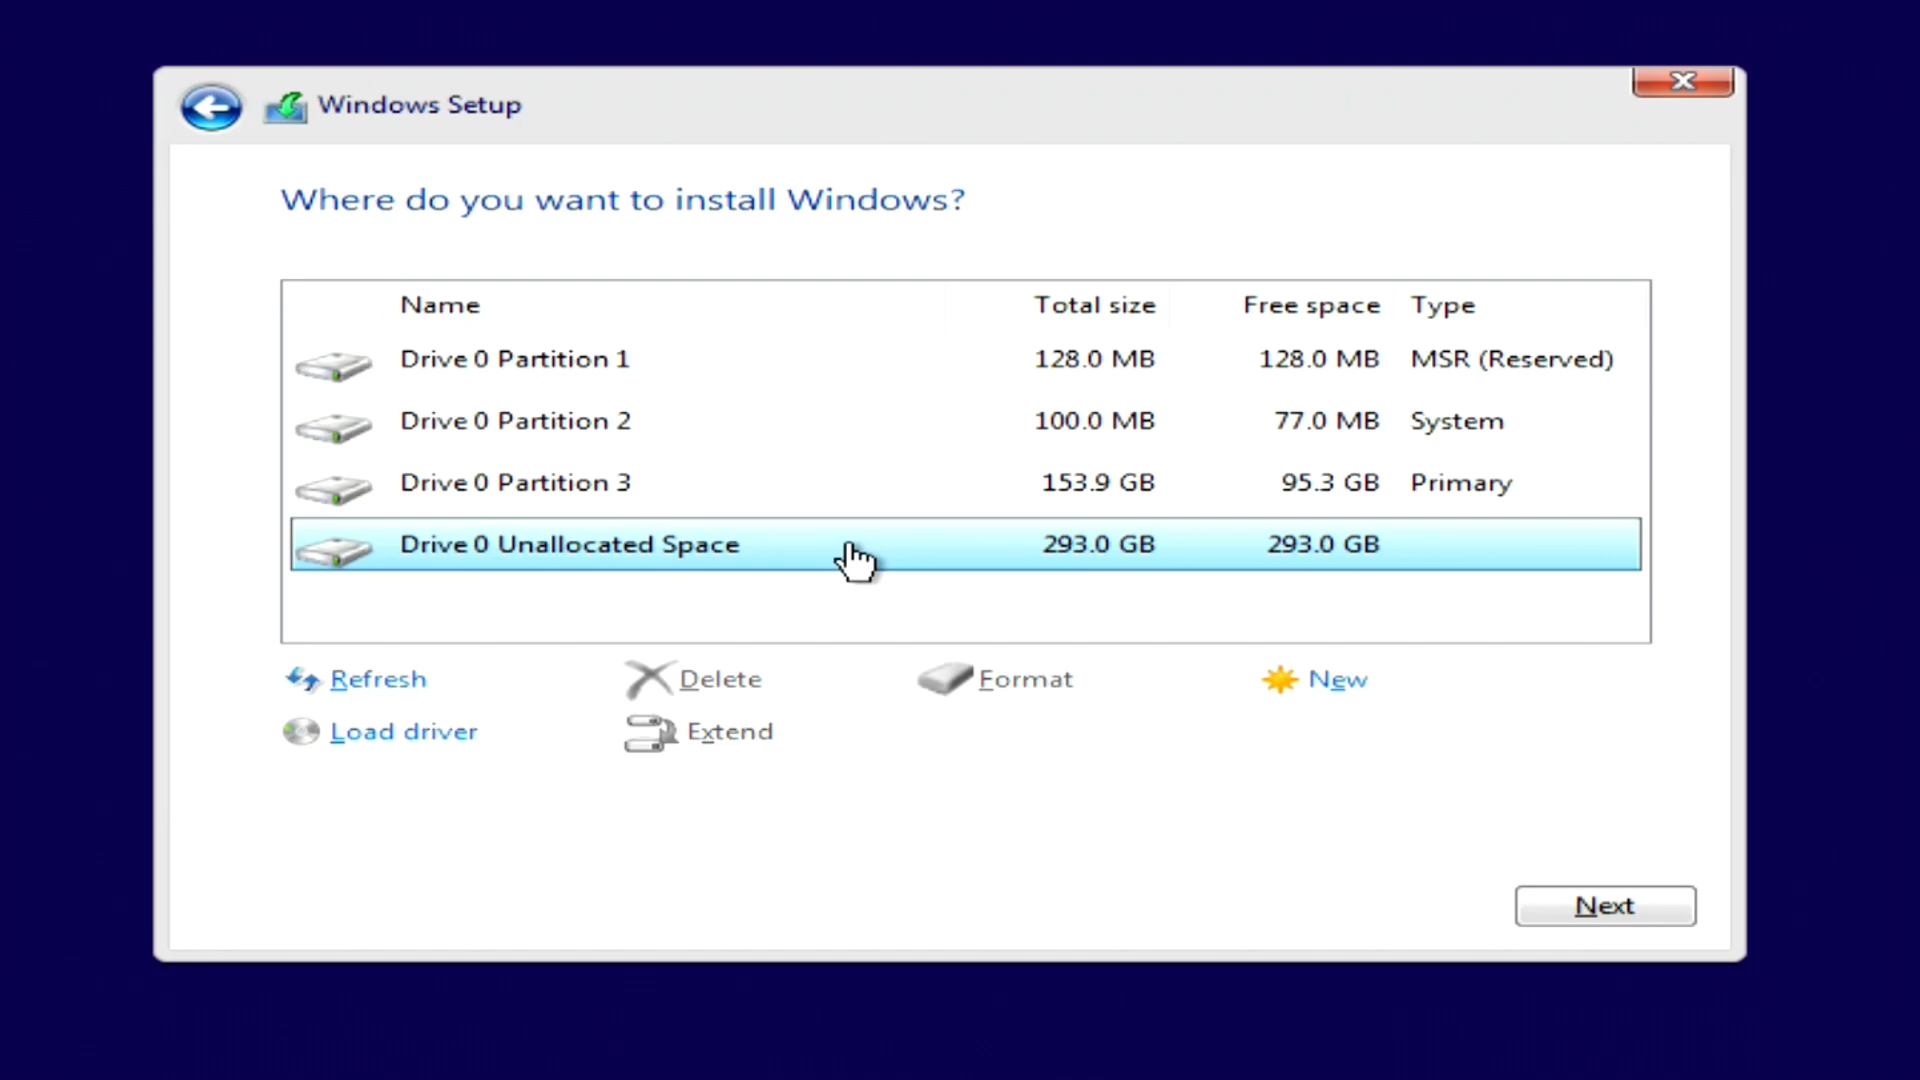 Windows Setup
Where do you want to install Windows?
Name Total size Free space Type
Drive 0 Partition 1 128.0 MB 128.0 MB MSR (Reserved)
Drive 0 Partition 2 100.0 MB 77.0 MB System
Drive 0 Partition 3 153.9 GB 95.3 GB Primary
Drive 0 Unallocated Space 293.0 GB 293.0 GB
Refresh Delete Format New
Load driver Extend
Next